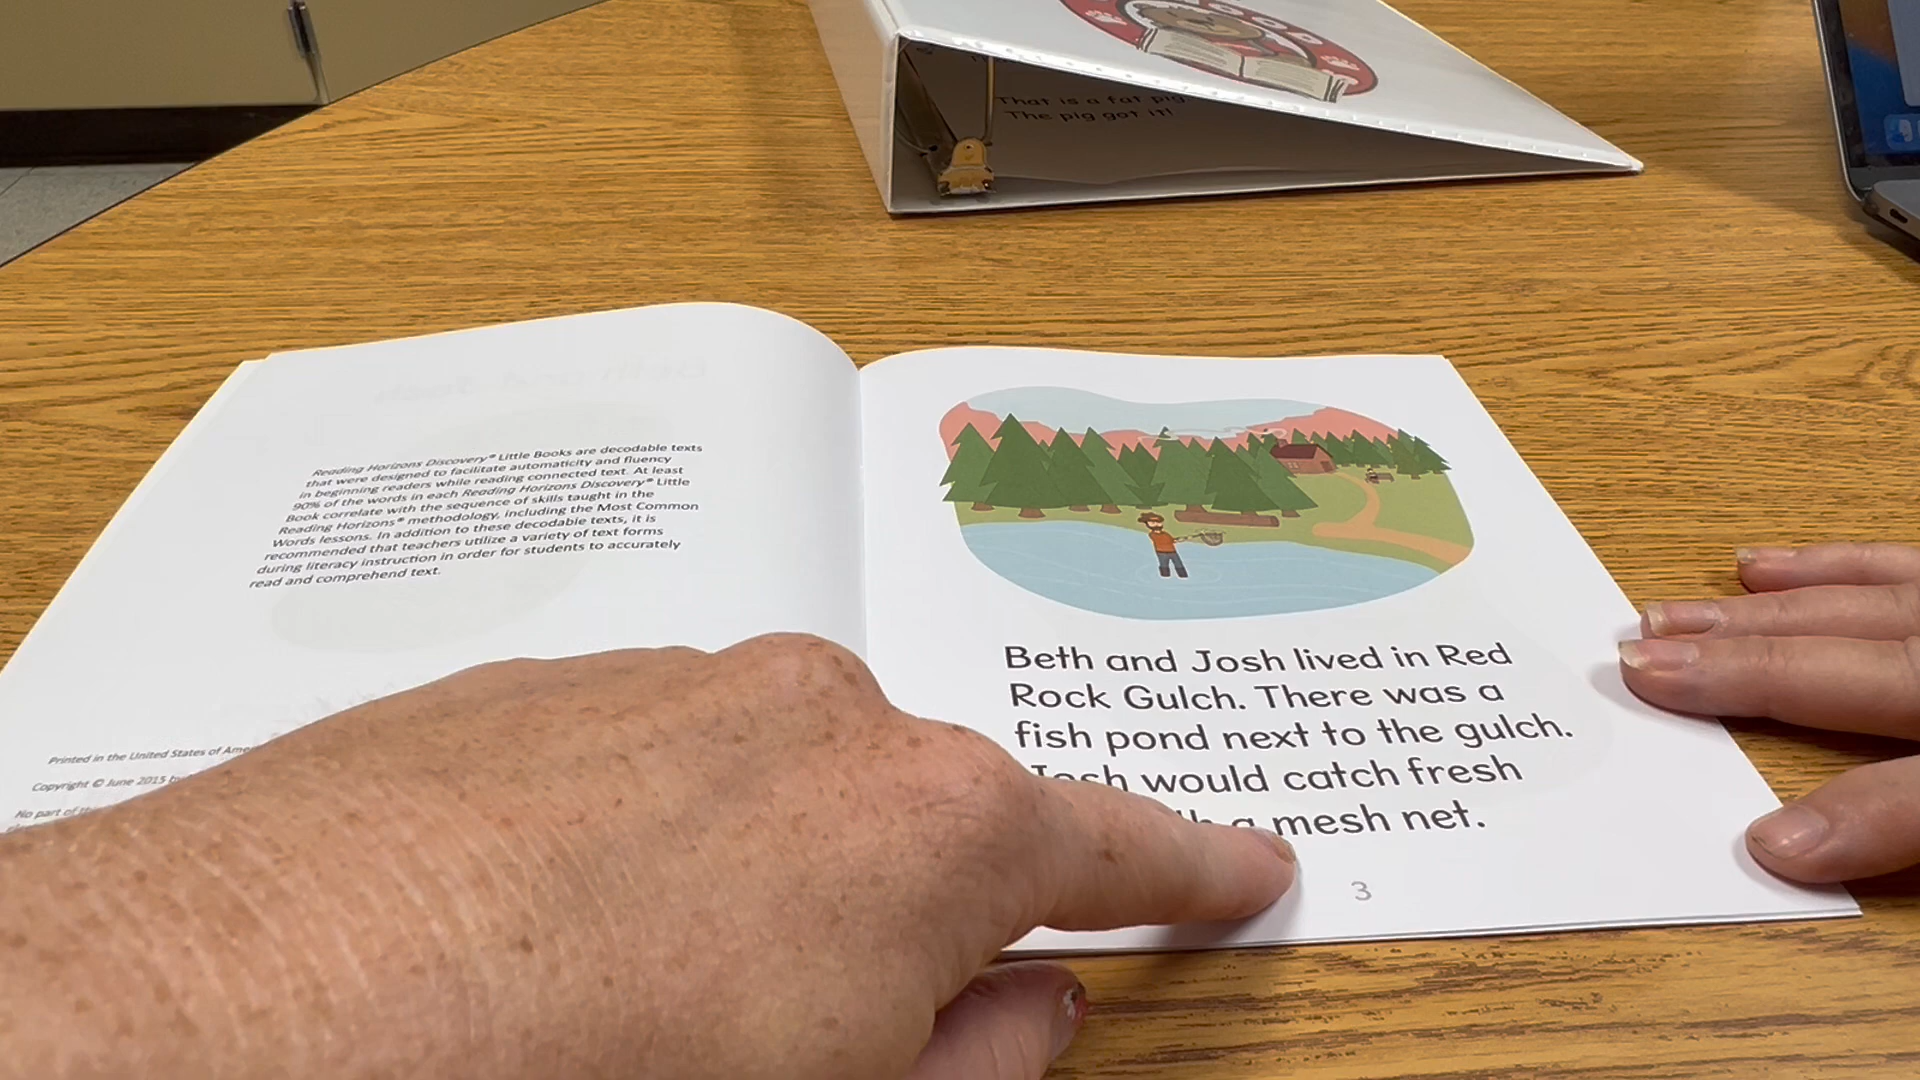 That is a fat pig.
The pig got it!
Reading Horizons Discovery® Little Books are decodable texts
that were designed to facilitate automaticity and fluency
in beginning readers while reading connected text. At least
90% of the words in each Reading Horizons Discovery® Little
Book correlate with the sequence of skills taught in the
Reading Horizons® methodology, including the Most Common
Words lessons. In addition to these decodable texts, it is
recommended that teachers utilize a variety of text forms
during literacy instruction in order for students to accurately
read and comprehend text.
Printed in the United States of Ame
Copyright © June 2015 by
No part of
Beth and Josh lived in Red
Rock Gulch. There was a
fish pond next to the gulch.
Josh would catch fresh
a mesh net.
3